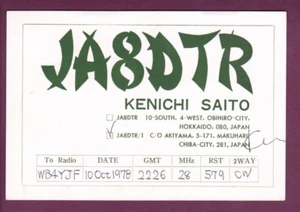 JA8DTR
KENICHI SAITO
JA8DTR 10-SOUTH, 4-WEST, OBIHIRO-CITY,
HOKKAIDO, 080, JAPAN
JA8DTR/1 C/O AKIYAMA, 5-171, MAKUHARI
CHIBA-CITY, 281, JAPAN
To Radio DATE GMT MHz RST 2WAY
WB4YJF 10 Oct 1978 2226 28 579 CW